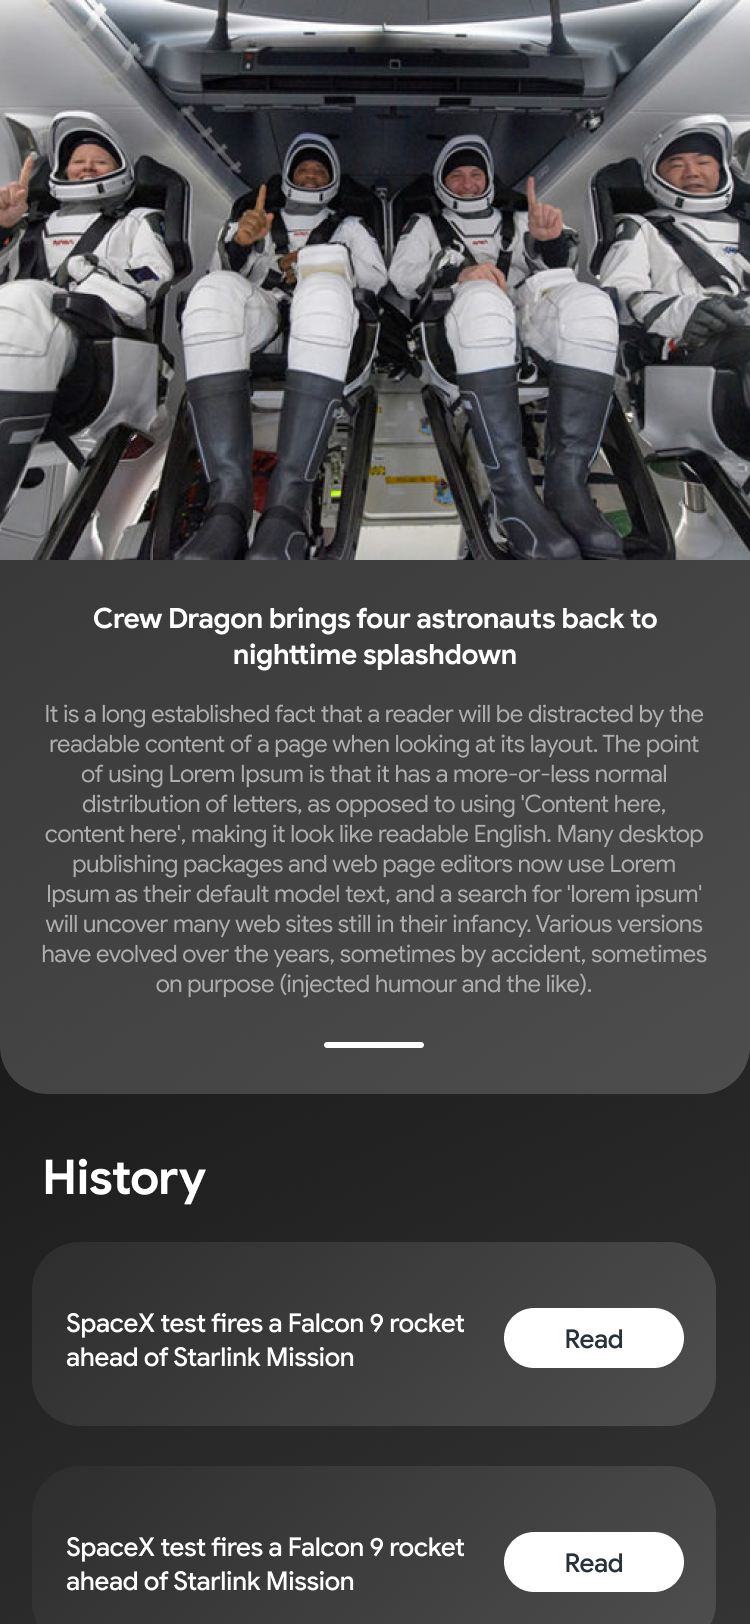 Crew Dragon brings four astronauts back to
nighttime splashdown
It is a long established fact that a reader will be distracted by the
readable content of a page when looking at its layout. The point
of using Lorem Ipsum is that it has a more-or-less normal
distribution of letters, as opposed to using 'Content here,
content here', making it look like readable English. Many desktop
publishing packages and web page editors now use Lorem
Ipsum as their default model text, and a search for 'lorem ipsum'
will uncover many web sites still in their infancy. Various versions
have evolved over the years, sometimes by accident, sometimes
on purpose (injected humour and the like).
History
SpaceX test fires a Falcon 9 rocket
ahead of Starlink Mission
Read
SpaceX test fires a Falcon 9 rocket
ahead of Starlink Mission
Read